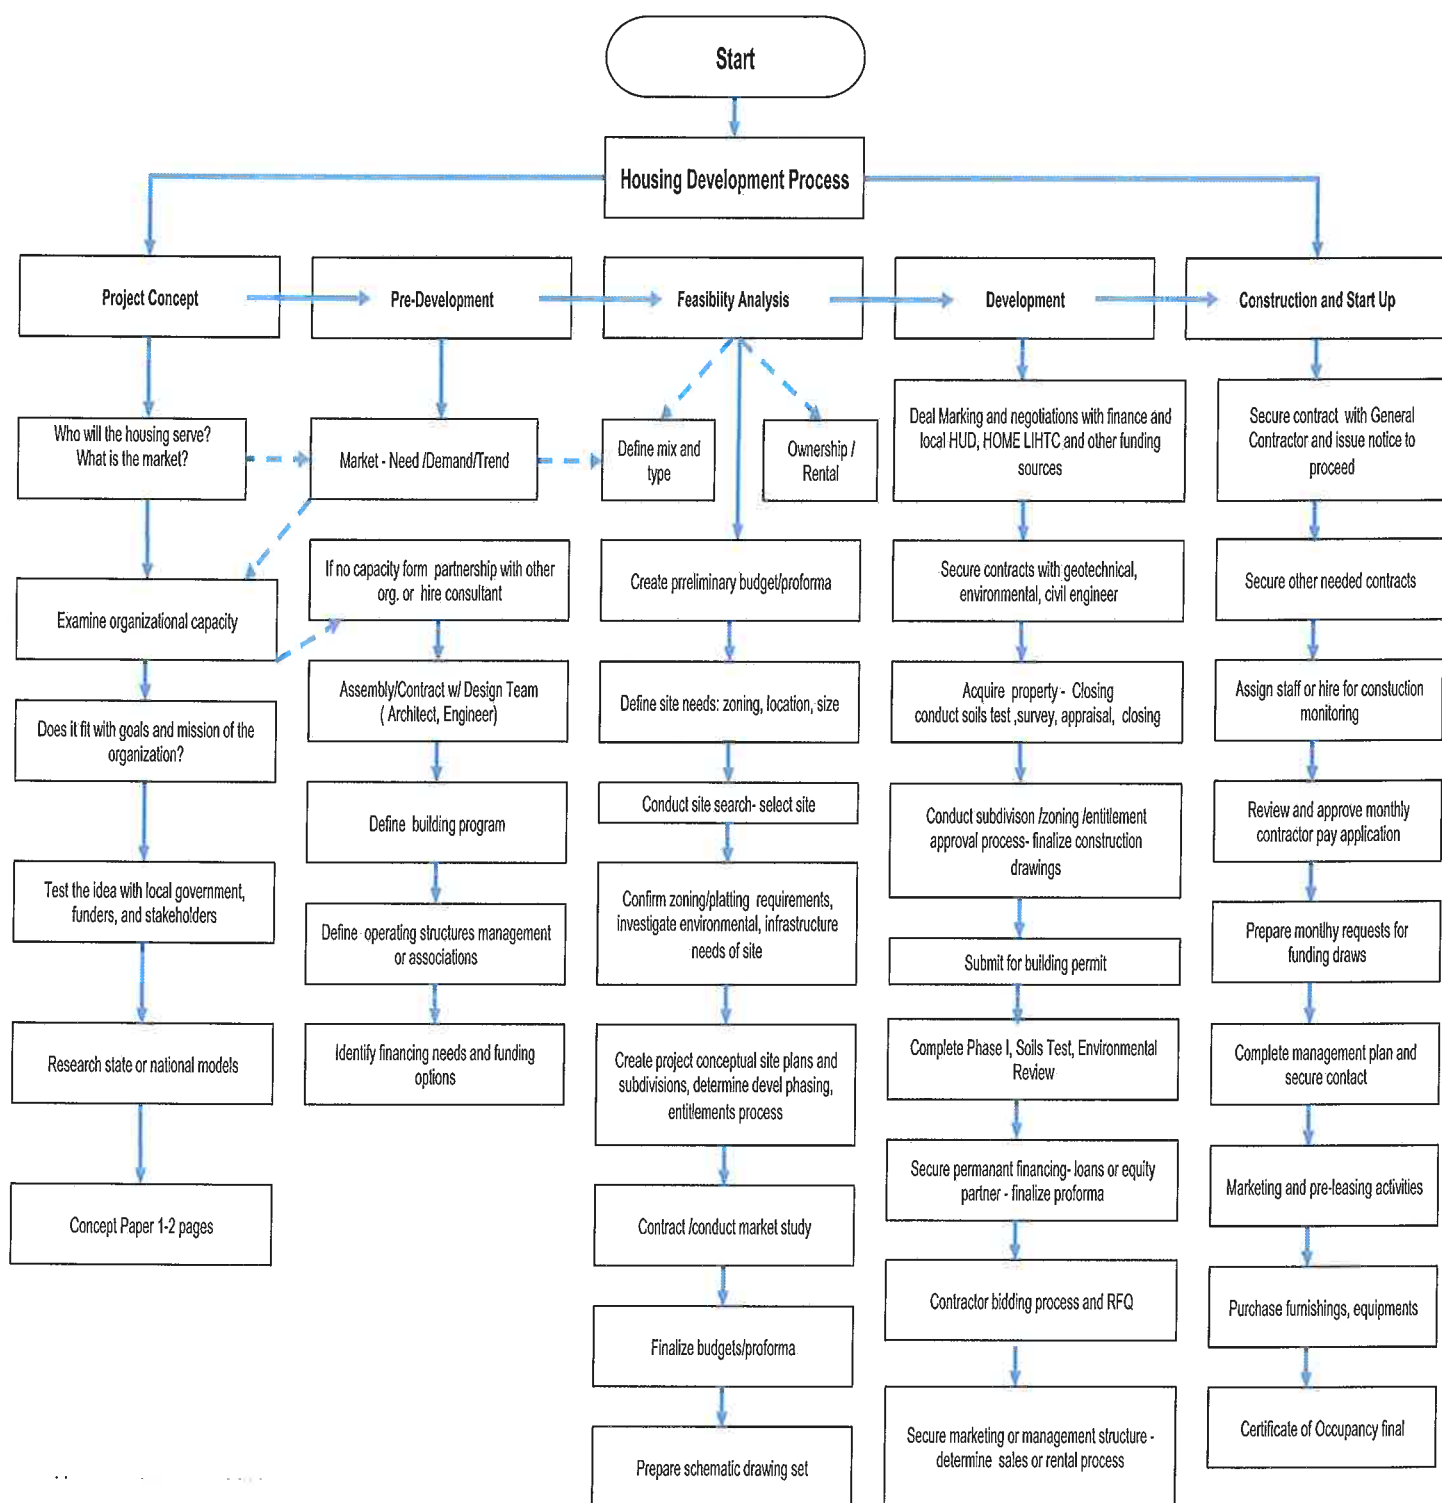 Start
Housing Development Process
Project Concept
Pre-Development
Feasibiity Analysis
Development
Construction and Start Up
Who will the housing serve?
What is the market?
Examine organizational capacity
Does it fit with goals and mission of the
organization?
Test the idea with local government,
funders, and stakeholders
Research state or national models
Concept Paper 1-2 pages
Market - Need /Demand/Trend
If no capacity form partnership with other
org. or hire consultant
Assembly/Contract w/ Design Team
( Architect, Engineer)
Define building program
Define operating structures management
or associations
Identify financing needs and funding
options
Define mix and
type
Ownership /
Rental
Create prreliminary budget/proforma
Define site needs: zoning, location, size
Conduct site search- select site
Confirm zoning/platting requirements,
investigate environmental, infrastructure
needs of site
Create project conceptual site plans and
subdivisions, determine devel phasing,
entitlements process
Contract /conduct market study
Finalize budgets/proforma
Prepare schematic drawing set
Deal Marking and negotiations with finance and
local HUD, HOME LIHTC and other funding
sources
Secure contracts with geotechnical,
environmental, civil engineer
Acquire property - Closing
conduct soils test ,survey, appraisal, closing
Conduct subdivison /zoning /entitlement
approval process- finalize construction
drawings
Submit for building permit
Complete Phase I, Soils Test, Environmental
Review
Secure permanant financing- loans or equity
partner - finalize proforma
Contractor bidding process and RFQ
Secure marketing or management structure -
determine sales or rental process
Secure contract with General
Contractor and issue notice to
proceed
Secure other needed contracts
Assign staff or hire for constuction
monitoring
Review and approve monthly
contractor pay application
Prepare montlhy requests for
funding draws
Complete management plan and
secure contact
Marketing and pre-leasing activities
Purchase furnishings, equipments
Certificate of Occupancy final